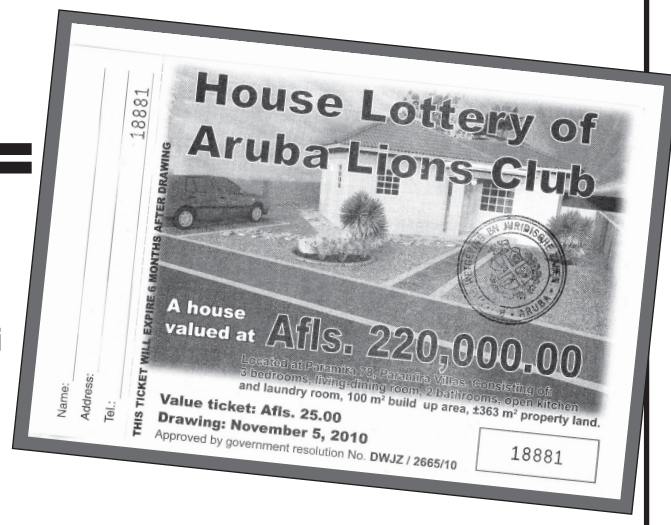 House Lottery of
Aruba Lions Club
A house
valued at Afls. 220,000.00
Located at Paramira 78, Paramira Villas, Consisting of:
3 bedrooms, living-dining room, 2 bathrooms, open kitchen
and laundry room, 100 m² build up area, ±363 m² property land.
Value ticket: Afls. 25.00
Drawing: November 5, 2010
Approved by government resolution No. DWJZ / 2665/10
18881
THIS TICKET WILL EXPIRE 6 MONTHS AFTER DRAWING
18881
Name:
Address:
Tel.:
EN JURIDISCHE ZAKEN
ARUBA